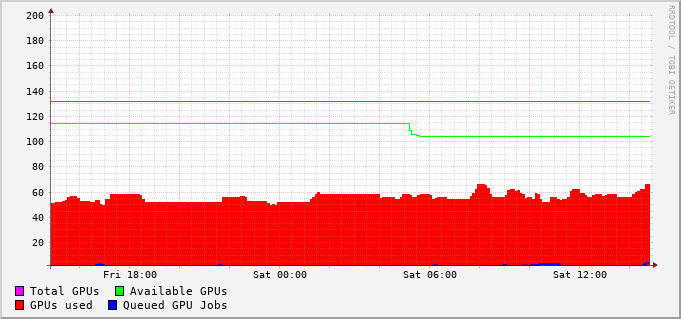 200
180
160
140
120
100
80
60
40
20
Fri 18:00 Sat 00:00 Sat 06:00 Sat 12:00
Total GPUs Available GPUs
GPUs used Queued GPU Jobs
RRDTOOL / TOBI OETIKER